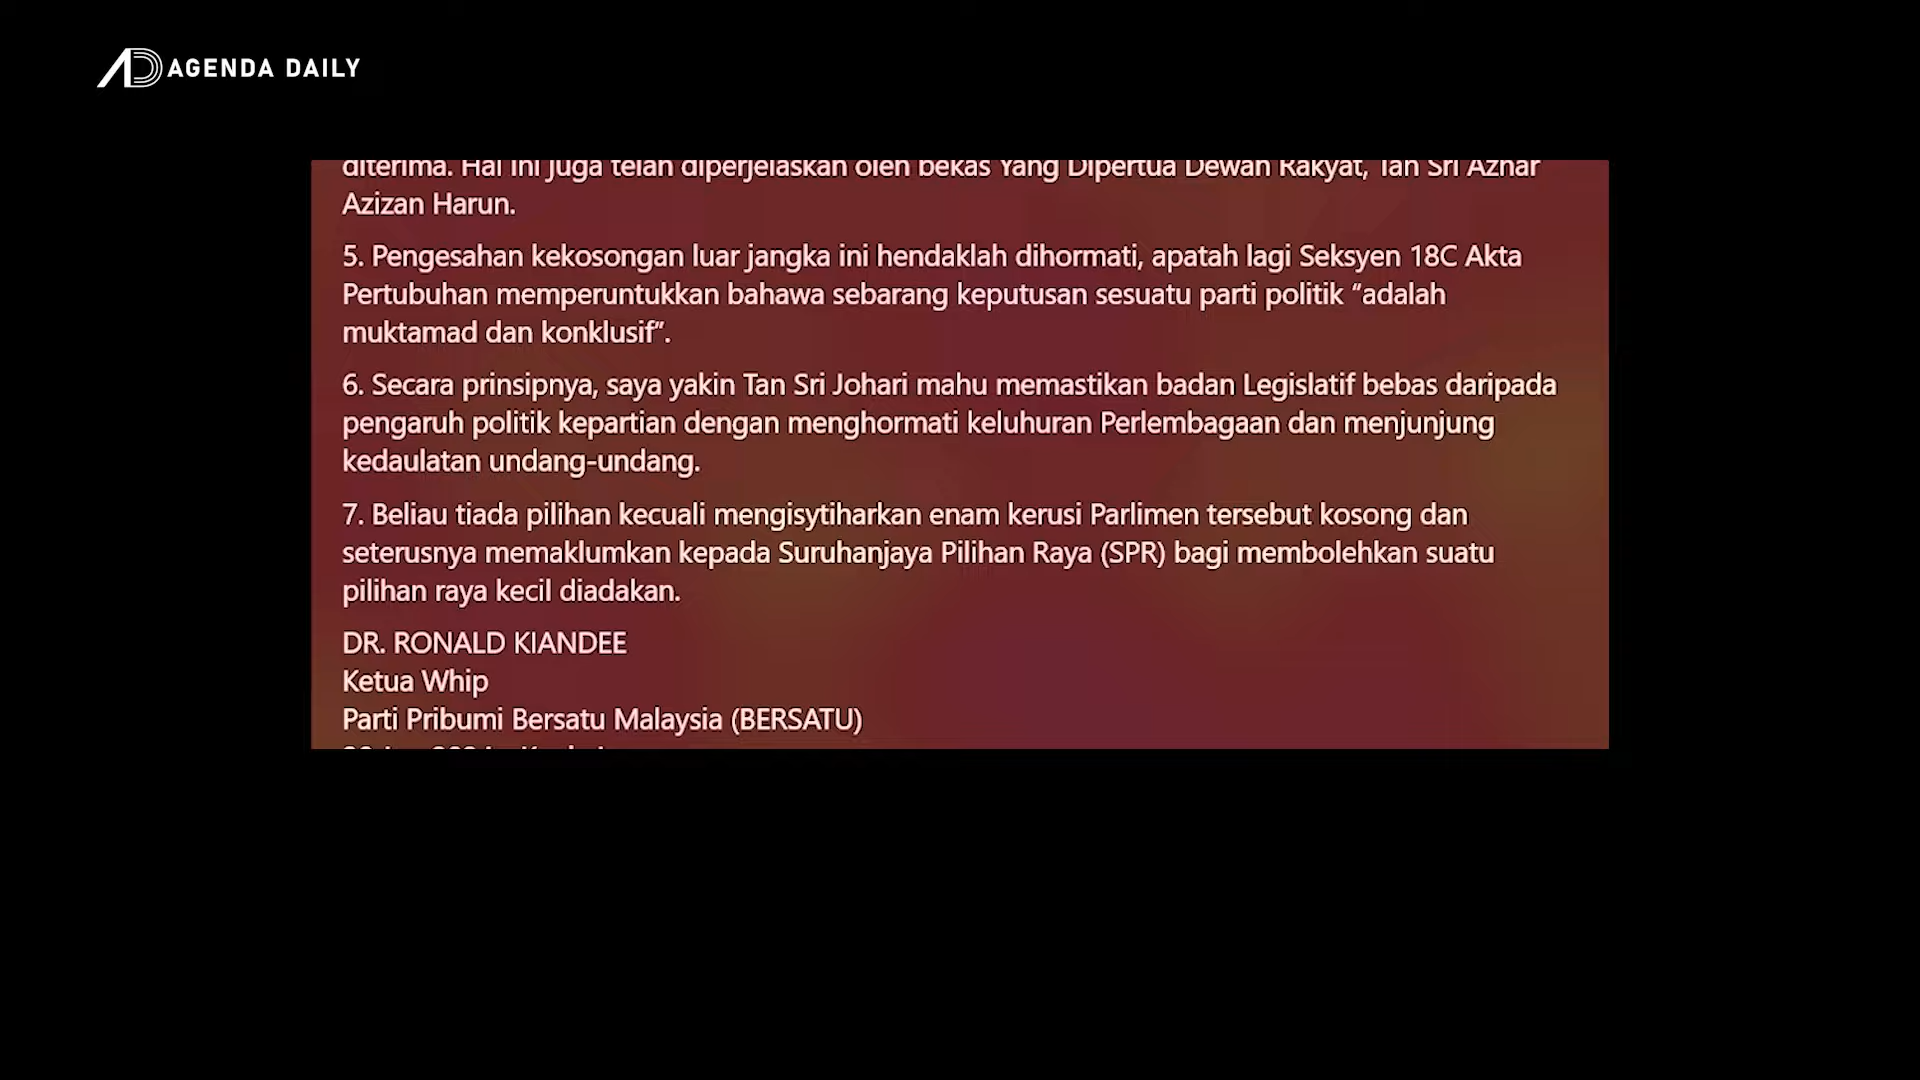 AGENDA DAILY
diterima. Hal ini juga telah diperjelaskan oleh bekas Yang Dipertua Dewan Rakyat, Tan Sri Azhar
Azizan Harun.
5. Pengesahan kekosongan luar jangka ini hendaklah dihormati, apatah lagi Seksyen 18C Akta
Pertubuhan memperuntukkan bahawa sebarang keputusan sesuatu parti politik “adalah
muktamad dan konklusif”.
6. Secara prinsipnya, saya yakin Tan Sri Johari mahu memastikan badan Legislatif bebas daripada
pengaruh politik kepartian dengan menghormati keluhuran Perlembagaan dan menjunjung
kedaulatan undang-undang.
7. Beliau tiada pilihan kecuali mengisytiharkan enam kerusi Parlimen tersebut kosong dan
seterusnya memaklumkan kepada Suruhanjaya Pilihan Raya (SPR) bagi membolehkan suatu
pilihan raya kecil diadakan.
DR. RONALD KIANDEE
Ketua Whip
Parti Pribumi Bersatu Malaysia (BERSATU)